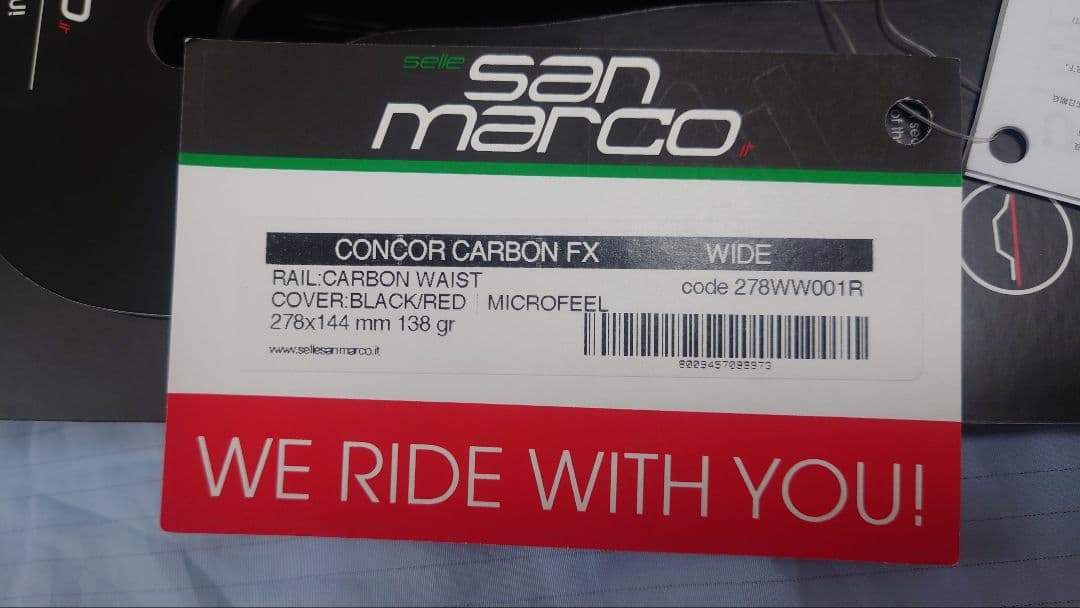 selle
san
marco.it
CONCOR CARBON FX WIDE
RAIL:CARBON WAIST code 278WW001R
COVER:BLACK/RED MICROFEEL
278x144 mm 138 gr
www.sellesanmarco.it
8009457099973
WE RIDE WITH YOU!